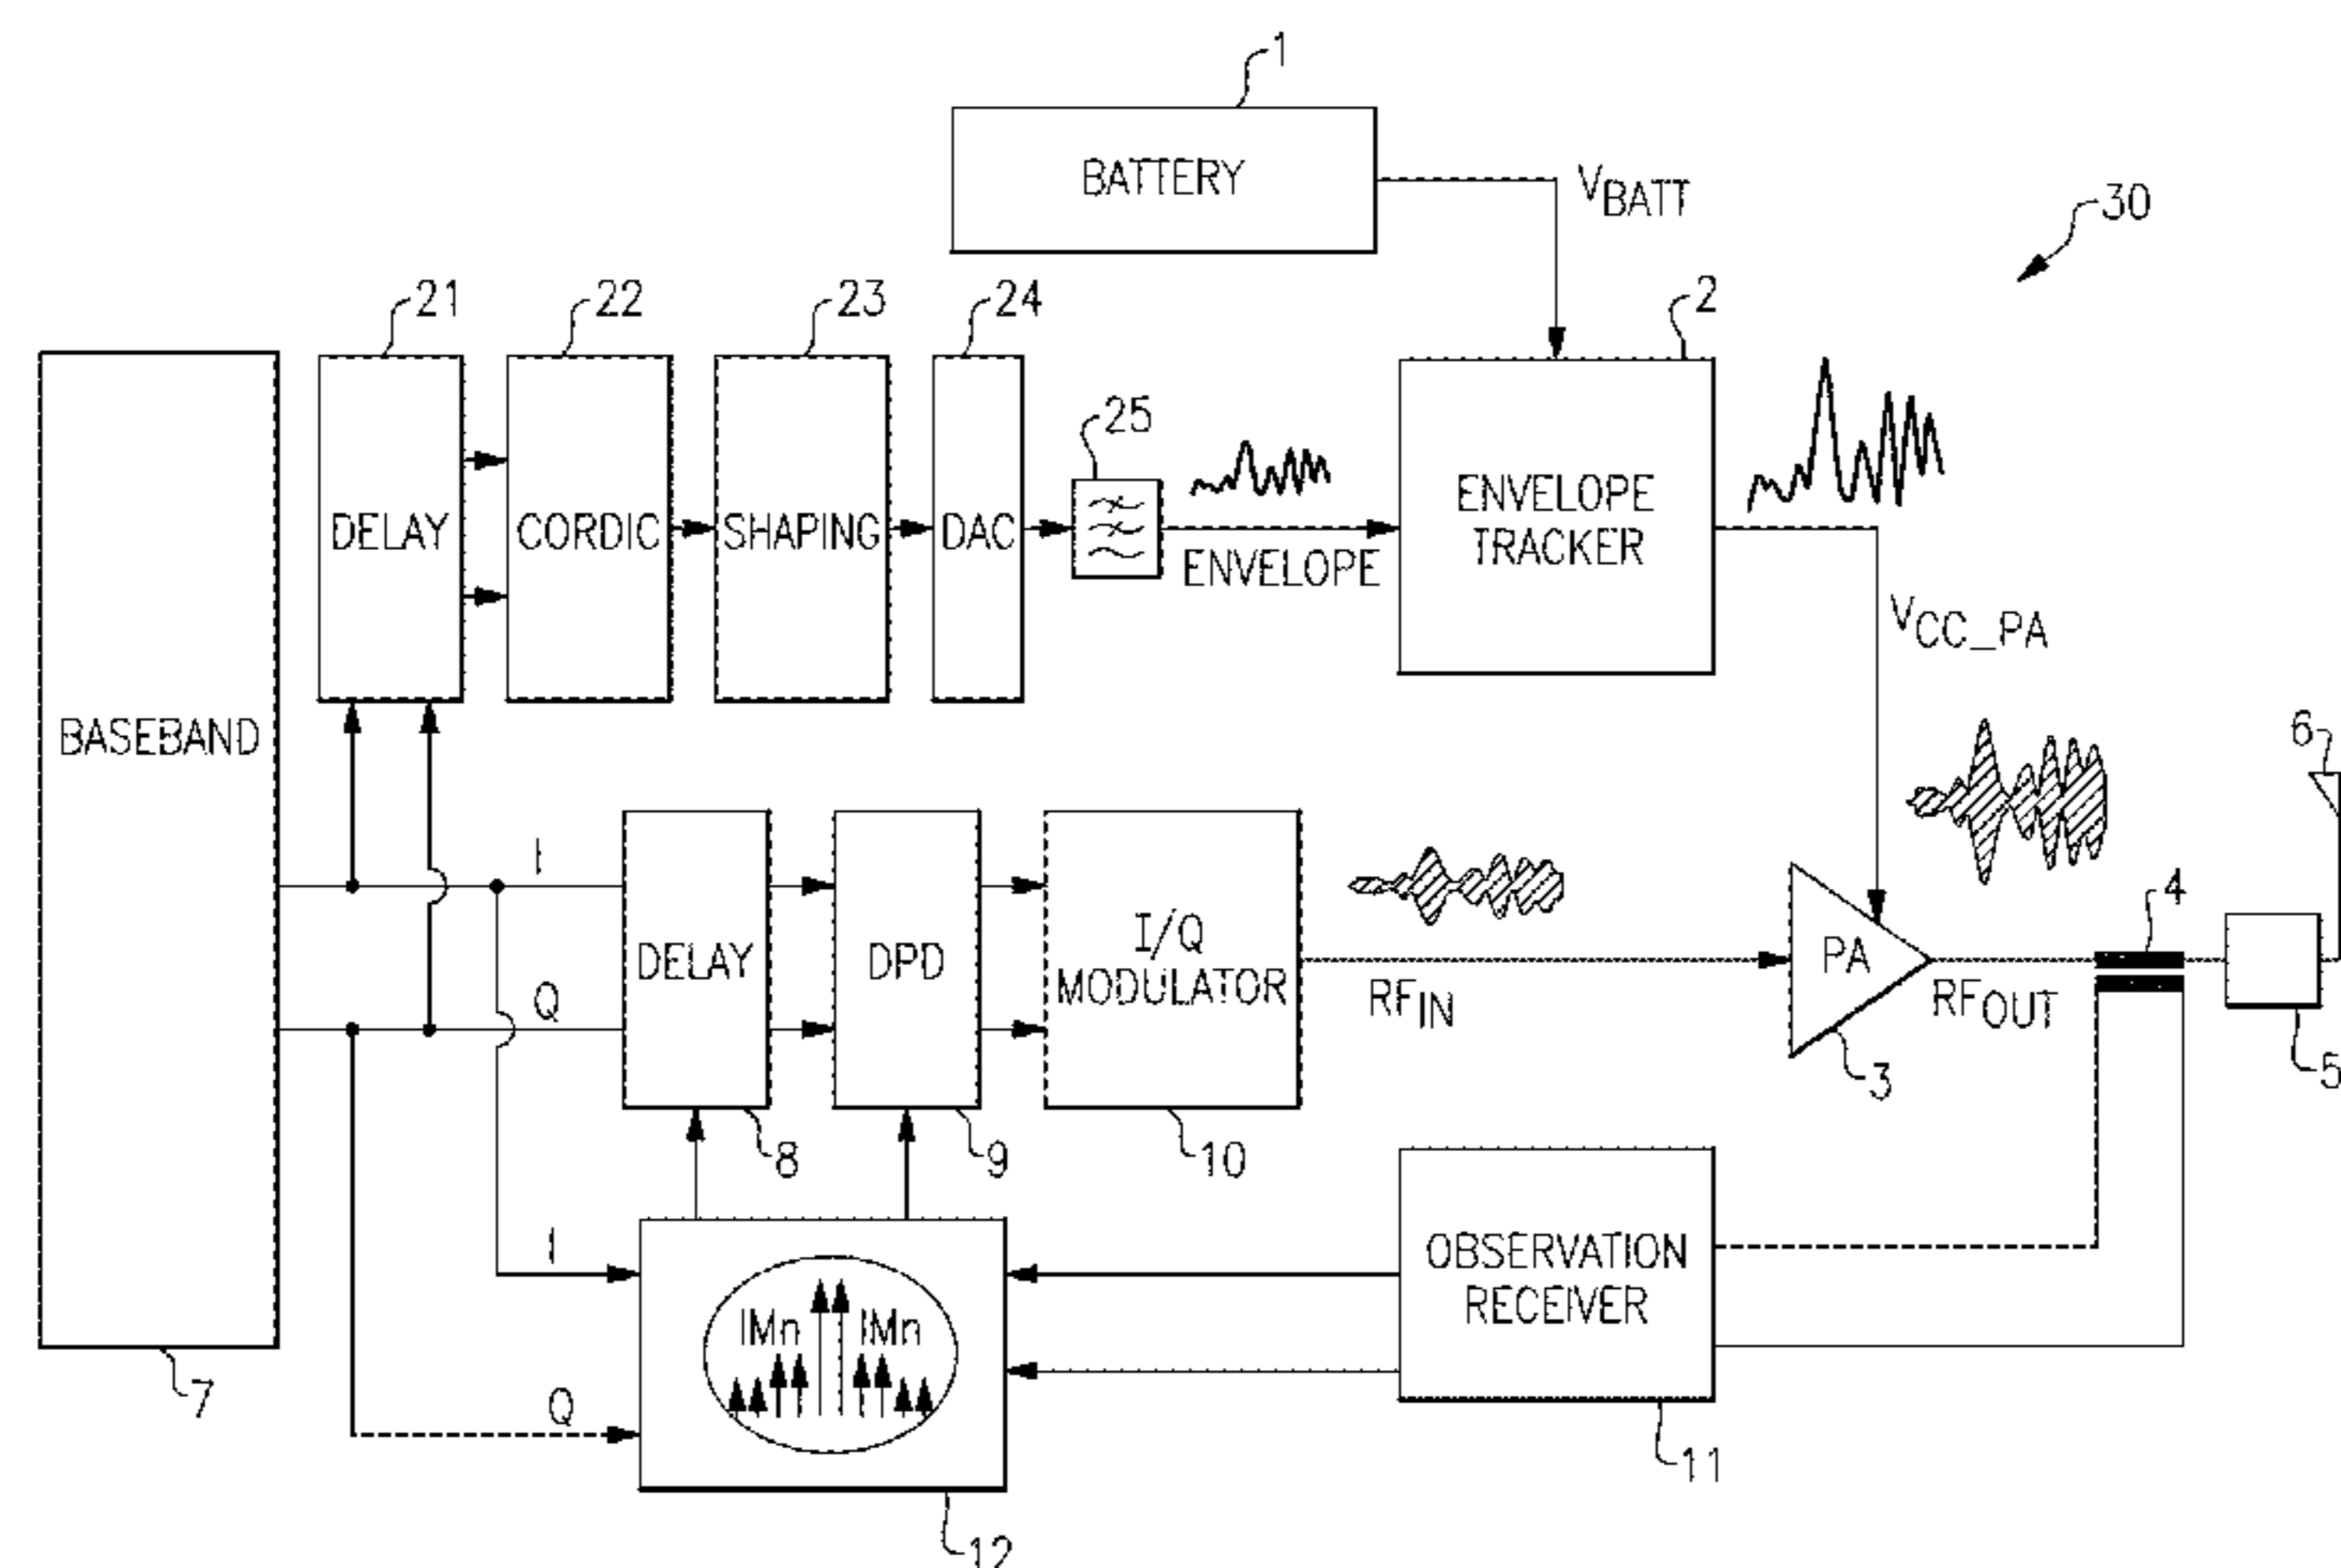 1
BATTERY
VBATT
30
21
22
23
24
2
25
DELAY
CORDIC
SHAPING
DAC
ENVELOPE
ENVELOPE
TRACKER
VCC_PA
BASEBAND
6
I
4
DELAY
DPD
I/Q
MODULATOR
PA
Q
RFIN
RFOUT
5
3
8
9
10
I
OBSERVATION
RECEIVER
IMn
IMn
7
Q
11
12